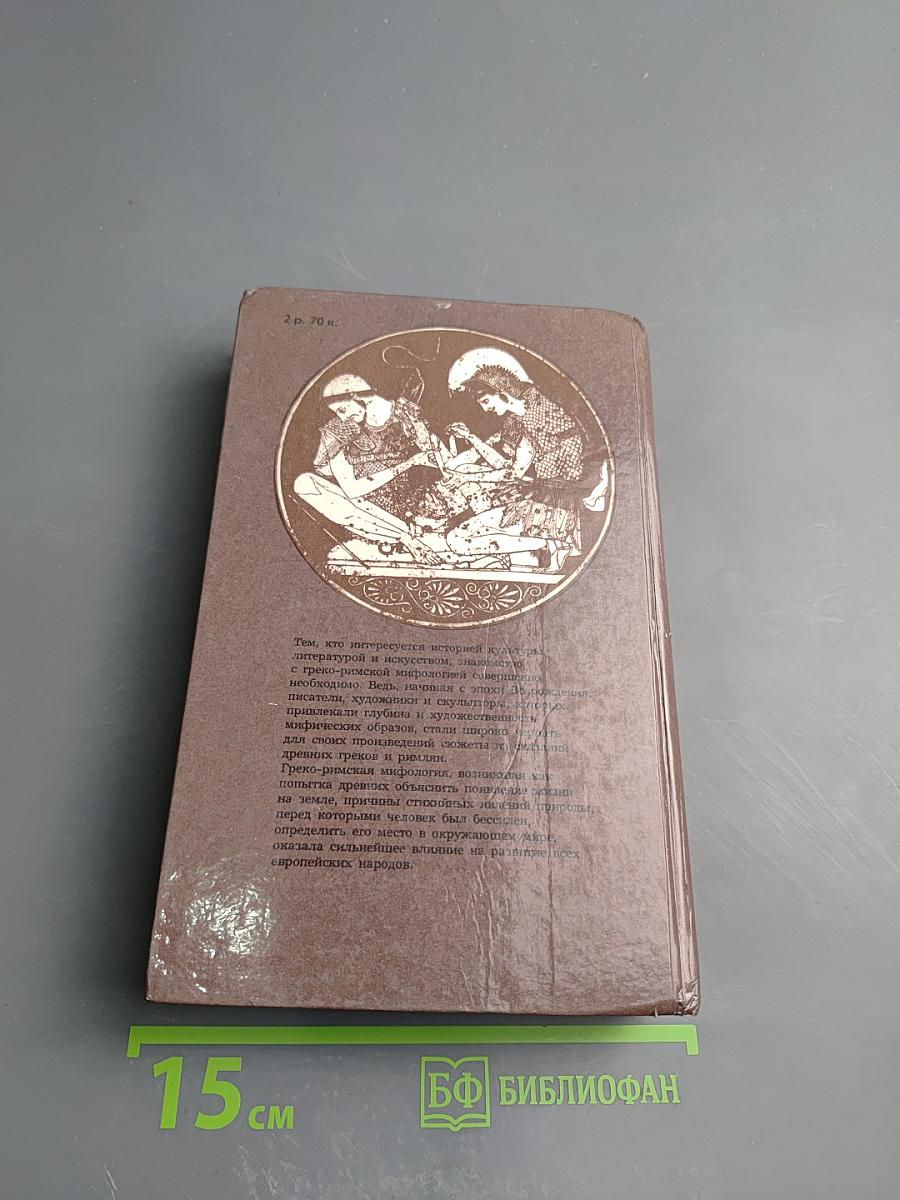 2 р. 70 к.
Тем, кто интересуется историей культуры,
литературой и искусством, знакомство
с греко-римской мифологией совершенно
необходимо. Ведь, начиная с эпохи Возрождения,
писатели, художники и скульпторы, которых
привлекали глубина и художественность
мифических образов, стали широко черпать
для своих произведений сюжеты из сказаний
древних греков и римлян.
Греко-римская мифология, возникшая как
попытка древних объяснить появление жизни
на земле, причины стихийных явлений природы,
перед которыми человек был бессилен,
определить его место в окружающем мире,
оказала сильнейшее влияние на развитие всех
европейских народов.
15 см
БФ БИБЛИОФАН